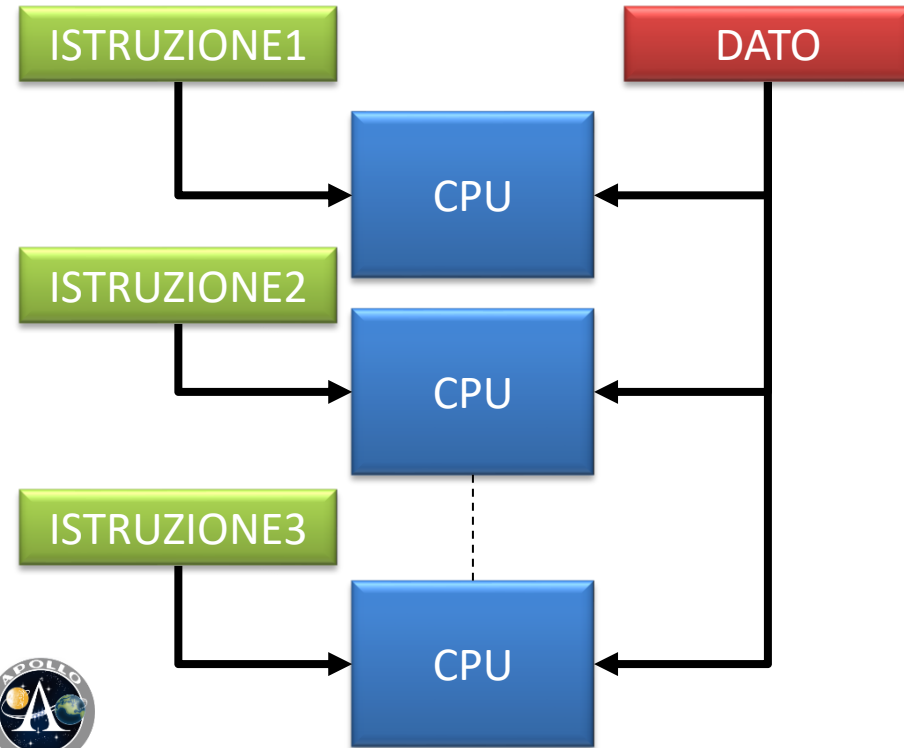 ISTRUZIONE1
DATO
CPU
ISTRUZIONE2
CPU
ISTRUZIONE3
CPU
APOLLO